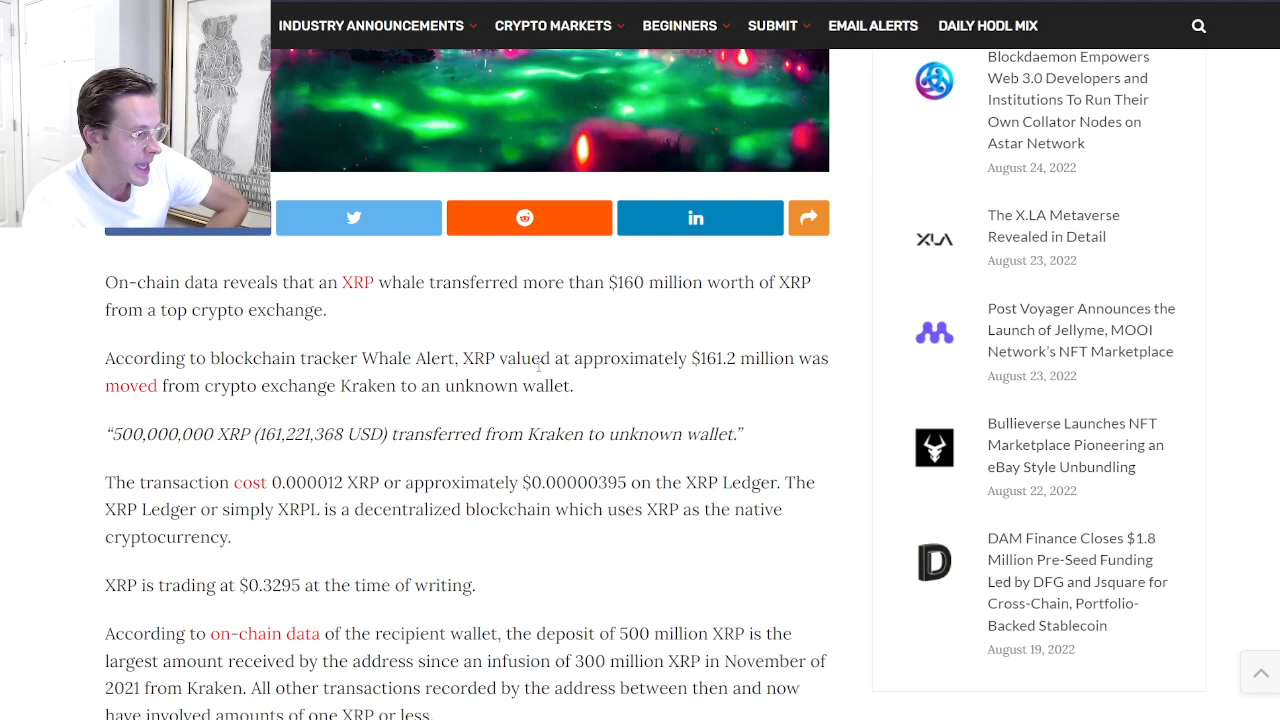 INDUSTRY ANNOUNCEMENTS
CRYPTO MARKETS
BEGINNERS
SUBMIT
EMAIL ALERTS
DAILY HODL MIX
On-chain data reveals that an XRP whale transferred more than $160 million worth of XRP
from a top crypto exchange.
According to blockchain tracker Whale Alert, XRP valued at approximately $161.2 million was
moved from crypto exchange Kraken to an unknown wallet.
“500,000,000 XRP (161,221,368 USD) transferred from Kraken to unknown wallet.”
The transaction cost 0.000012 XRP or approximately $0.00000395 on the XRP Ledger. The
XRP Ledger or simply XRPL is a decentralized blockchain which uses XRP as the native
cryptocurrency.
XRP is trading at $0.3295 at the time of writing.
According to on-chain data of the recipient wallet, the deposit of 500 million XRP is the
largest amount received by the address since an infusion of 300 million XRP in November of
2021 from Kraken. All other transactions recorded by the address between then and now
have involved amounts of one XRP or less.
Blockdaemon Empowers
Web 3.0 Developers and
Institutions To Run Their
Own Collator Nodes on
Astar Network
August 24, 2022
XLA
The X.LA Metaverse
Revealed in Detail
August 23, 2022
Post Voyager Announces the
Launch of Jellyme, MOOI
Network’s NFT Marketplace
August 23, 2022
Bullieverse Launches NFT
Marketplace Pioneering an
eBay Style Unbundling
August 22, 2022
DAM Finance Closes $1.8
Million Pre-Seed Funding
Led by DFG and Jsquare for
Cross-Chain, Portfolio-
Backed Stablecoin
August 19, 2022